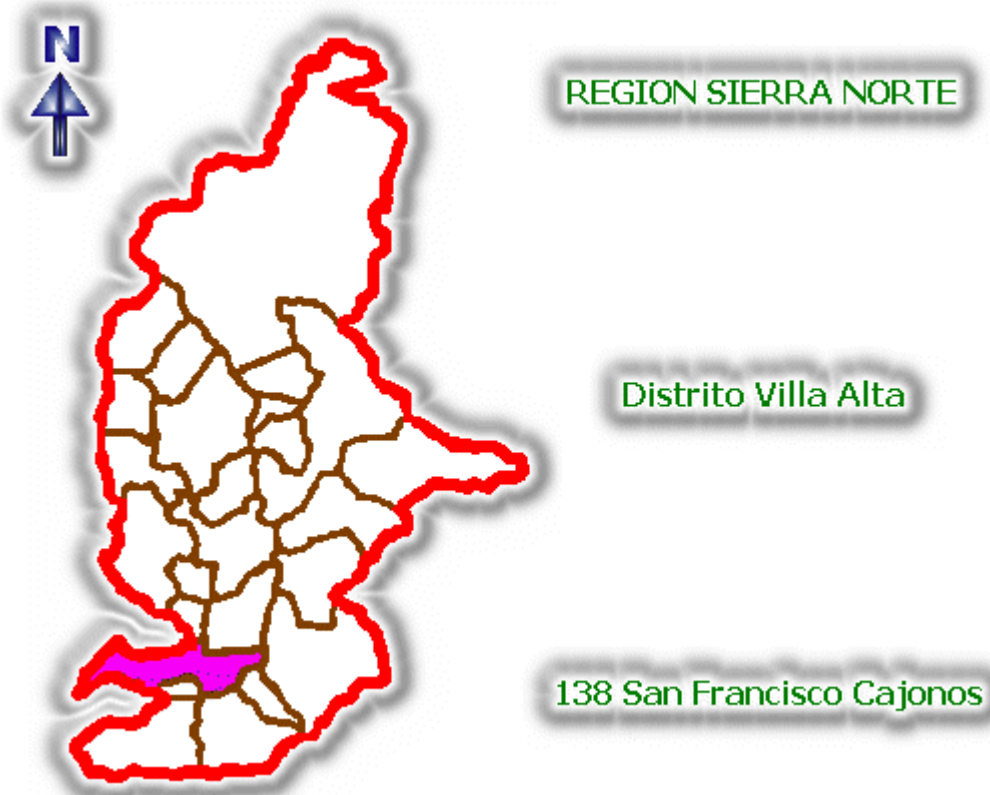 N
REGION SIERRA NORTE
Distrito Villa Alta
138 San Francisco Cajonos